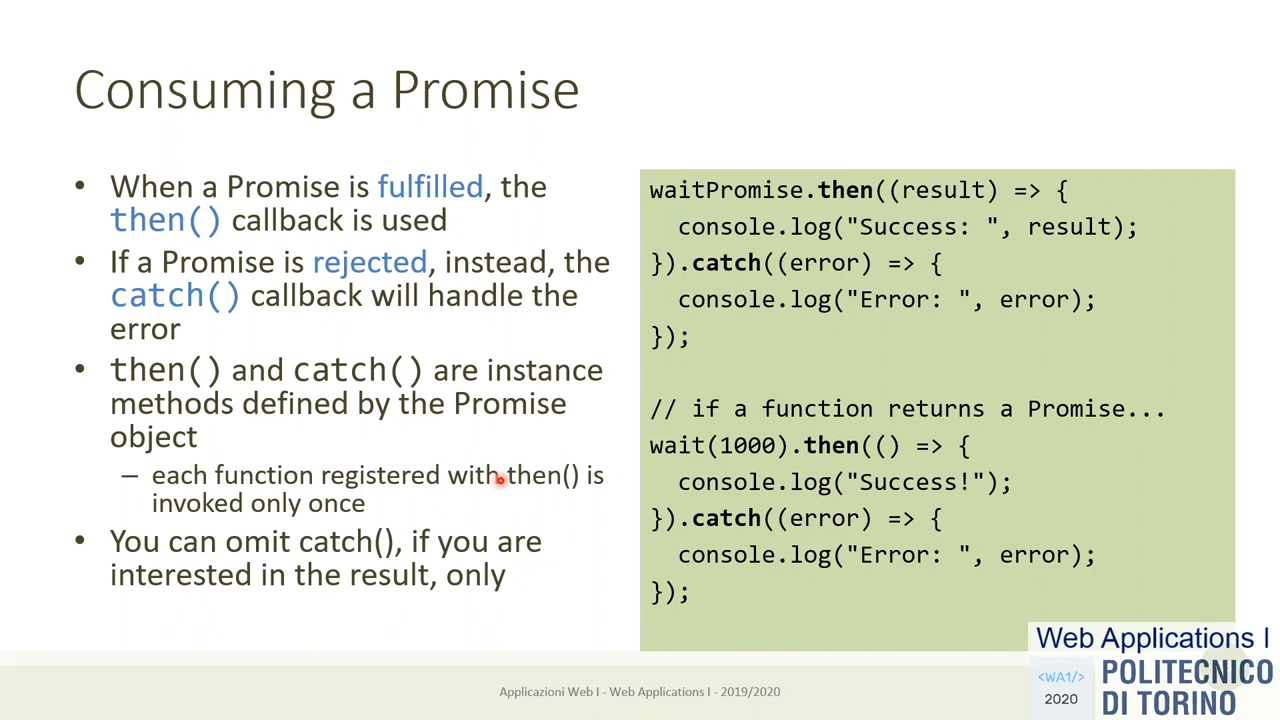 Consuming a Promise
• When a Promise is fulfilled, the
then() callback is used
• If a Promise is rejected, instead, the
catch() callback will handle the
error
• then() and catch() are instance
methods defined by the Promise
object
– each function registered with then() is
invoked only once
• You can omit catch(), if you are
interested in the result, only
waitPromise.then((result) => {
  console.log("Success: ", result);
}).catch((error) => {
  console.log("Error: ", error);
});

// if a function returns a Promise...
wait(1000).then(() => {
  console.log("Success!");
}).catch((error) => {
  console.log("Error: ", error);
});
Applicazioni Web I - Web Applications I - 2019/2020
Web Applications I
<WA1/>
2020
POLITECNICO
DI TORINO